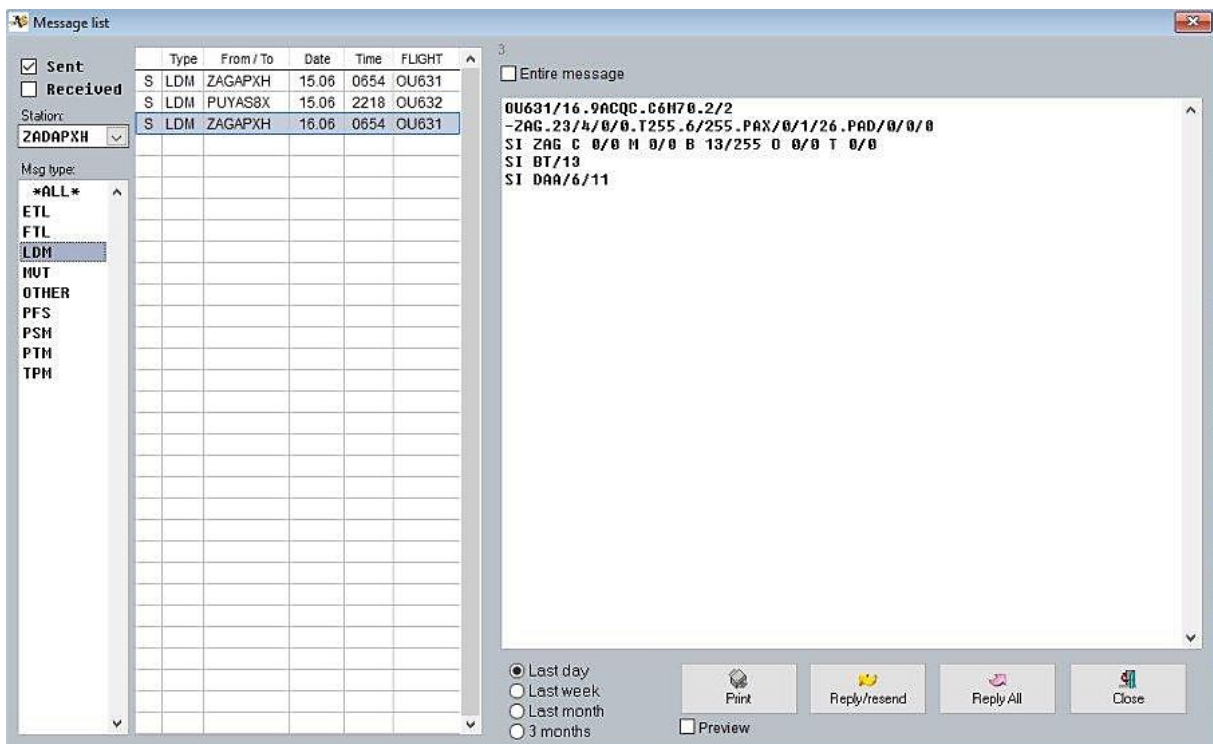 Message list
Sent
Received
Station:
ZADAPXH
Msg type:
*ALL*
ETL
FTL
LDM
MVT
OTHER
PFS
PSM
PTM
TPM
Type From / To Date Time FLIGHT
S LDM ZAGAPXH 15.06 0654 OU631
S LDM PUYAS8X 15.06 2218 OU632
S LDM ZAGAPXH 16.06 0654 OU631
3
Entire message
OU631/16.9ACQC.C6M70.2/2
-ZAG.23/4/0/0.T255.6/255.PAX/0/1/26.PAD/0/0/0
SI ZAG C 0/0 M 0/0 B 13/255 O 0/0 T 0/0
SI BT/13
SI DAA/6/11
Last day
Last week
Last month
3 months
Print
Preview
Reply/resend
Reply All
Close